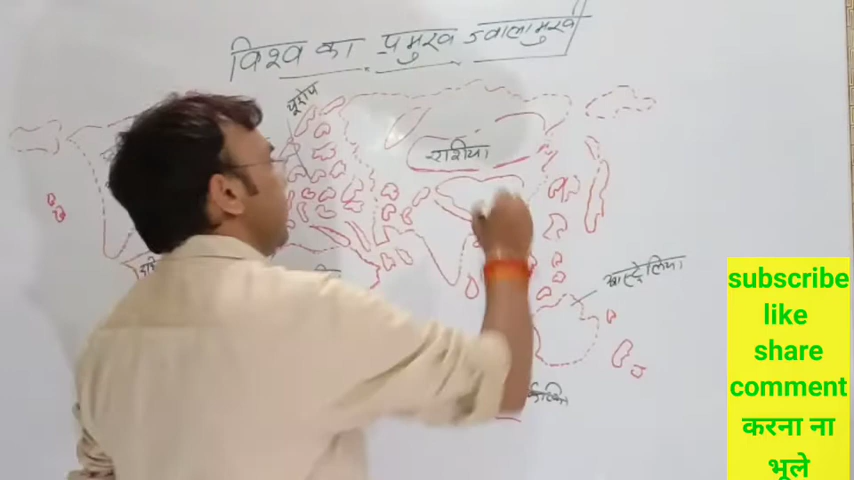 विश्व का प्रमुख ज्वालामुखी
यूरोप
एशिया
आस्ट्रेलिया
subscribe
like
share
comment
करना ना
भूले